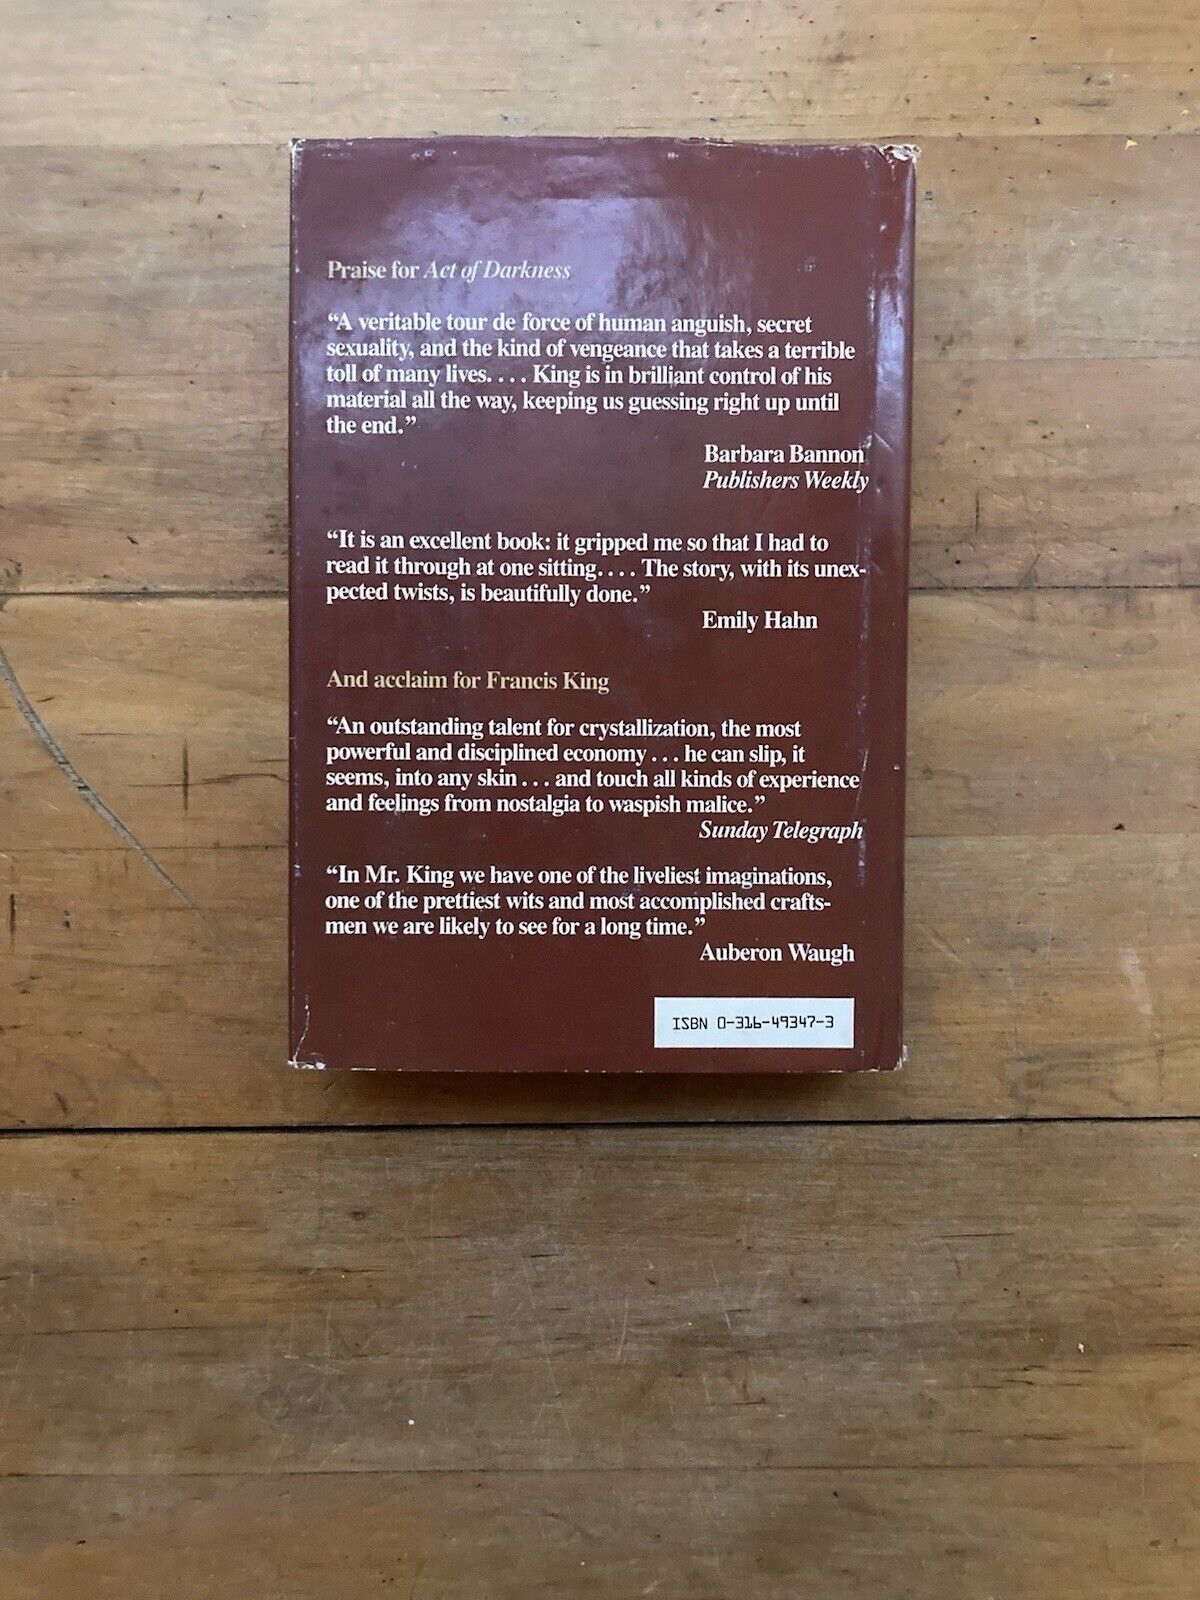 Praise for Act of Darkness
“A veritable tour de force of human anguish, secret
sexuality, and the kind of vengeance that takes a terrible
toll of many lives. . . . King is in brilliant control of his
material all the way, keeping us guessing right up until
the end.”
Barbara Bannon
Publishers Weekly
“It is an excellent book: it gripped me so that I had to
read it through at one sitting. . . . The story, with its unex-
pected twists, is beautifully done.”
Emily Hahn
And acclaim for Francis King
“An outstanding talent for crystallization, the most
powerful and disciplined economy . . . he can slip, it
seems, into any skin . . . and touch all kinds of experience
and feelings from nostalgia to waspish malice.”
Sunday Telegraph
“In Mr. King we have one of the liveliest imaginations,
one of the prettiest wits and most accomplished crafts-
men we are likely to see for a long time.”
Auberon Waugh
ISBN 0-316-49347-3